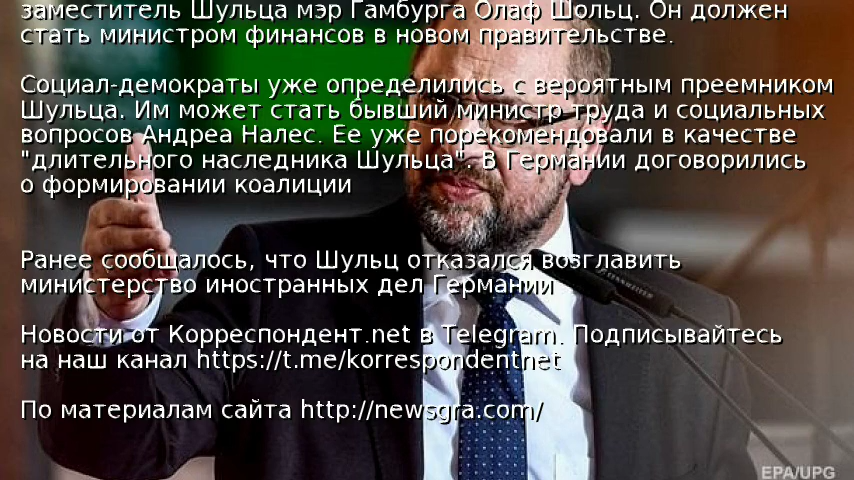 заместитель Шульца мэр Гамбурга Олаф Шольц. Он должен
стать министром финансов в новом правительстве.
Социал-демократы уже определились с вероятным преемником
Шульца. Им может стать бывший министр труда и социальных
вопросов Андреа Налес. Ее уже порекомендовали в качестве
"длительного наследника Шульца". В Германии договорились
о формировании коалиции
Ранее сообщалось, что Шульц отказался возглавить
министерство иностранных дел Германии
Новости от Корреспондент.net в Telegram. Подписывайтесь
на наш канал https://t.me/korrespondentnet
По материалам сайта http://newsgra.com/
EPA/UPG